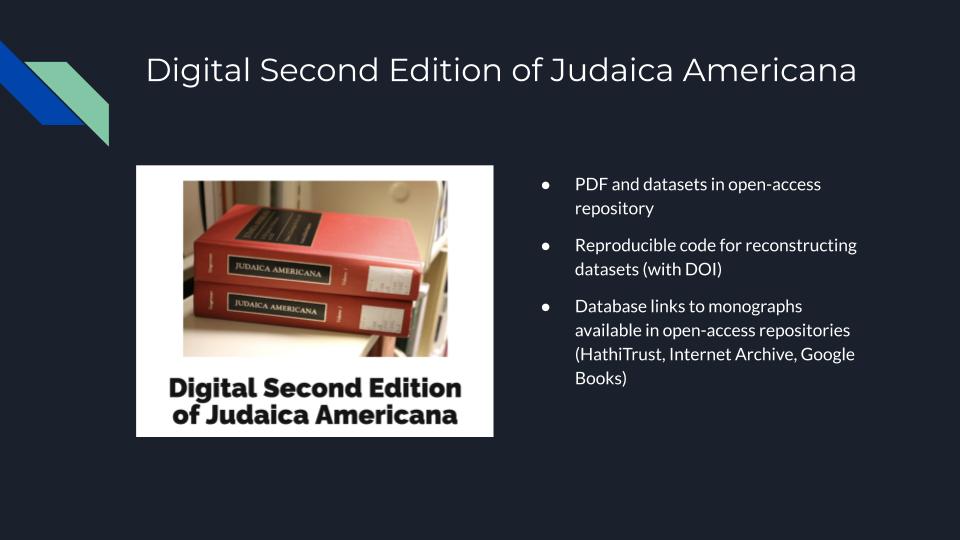 Digital Second Edition of Judaica Americana
JUDAICA AMERICANA
JUDAICA AMERICANA
Digital Second Edition
of Judaica Americana
● PDF and datasets in open-access
repository
● Reproducible code for reconstructing
datasets (with DOI)
● Database links to monographs
available in open-access repositories
(HathiTrust, Internet Archive, Google
Books)